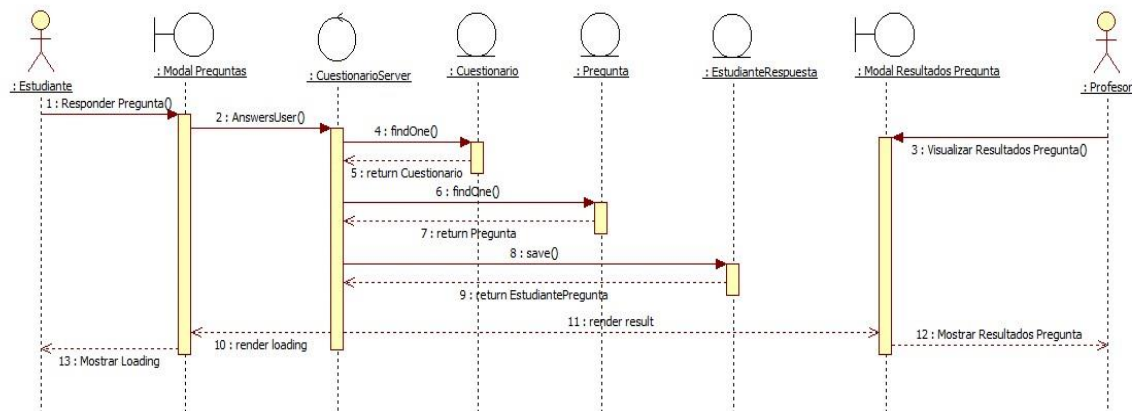 : Estudiante
: Modal Preguntas
: CuestionarioServer
: Cuestionario
: Pregunta
: EstudianteRespuesta
: Modal Resultados Pregunta
: Profesor
1 : Responder Pregunta()
2 : AnswersUser()
4 : findOne()
3 : Visualizar Resultados Pregunta()
5 : return Cuestionario
6 : findOne()
7 : return Pregunta
8 : save()
9 : return EstudiantePregunta
11 : render result
10 : render loading
12 : Mostrar Resultados Pregunta
13 : Mostrar Loading